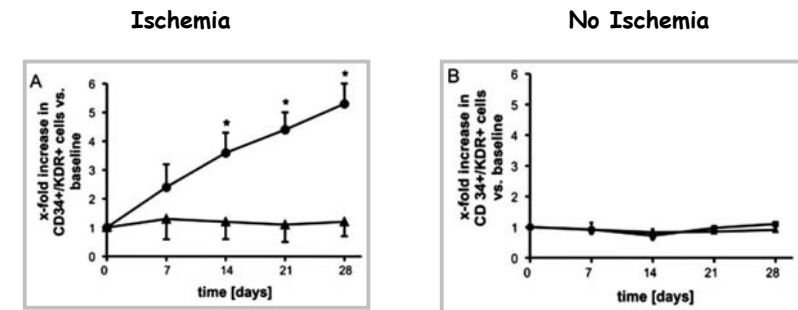 Ischemia
No Ischemia
A
x-fold increase in
CD34+/KDR+ cells vs.
baseline
6
5
4
3
2
1
0
*
*
*
0
7
14
21
28
time [days]
B
x-fold increase in
CD 34+/KDR+ cells
vs. baseline
6
5
4
3
2
1
0
0
7
14
21
28
time [days]